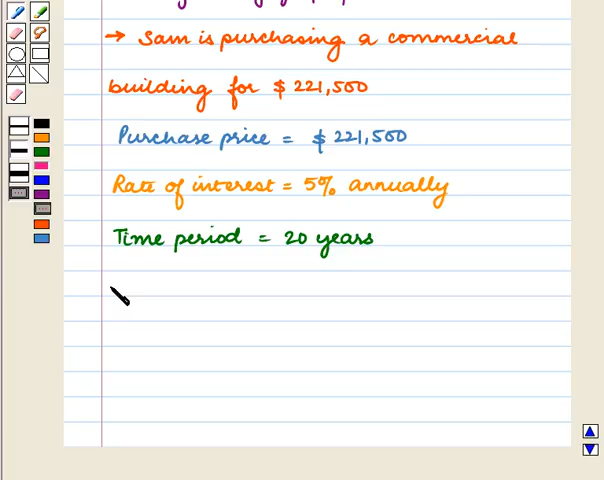 → Sam is purchasing a commercial
building for $ 221,500
Purchase price = $ 221,500
Rate of interest = 5% annually
Time period = 20 years